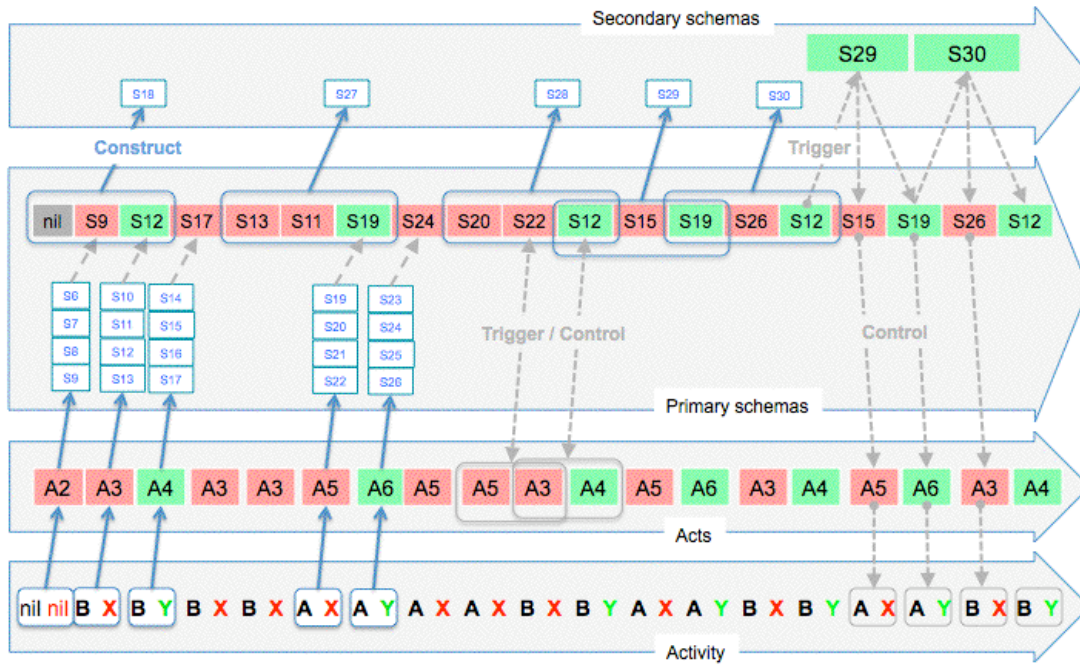 Secondary schemas
S29 S30
S18 S27 S28 S29 S30
Construct Trigger
nil S9 S12 S17 S13 S11 S19 S24 S20 S22 S12 S15 S19 S26 S12 S15 S19 S26 S12
S6 S10 S14 S19 S23
S7 S11 S15 S20 S24
Trigger / Control Control
S8 S12 S16 S21 S25
S9 S13 S17 S22 S26
Primary schemas
A2 A3 A4 A3 A3 A5 A6 A5 A5 A3 A4 A5 A6 A3 A4 A5 A6 A3 A4
Acts
nil nil B X B Y B X B X A X A Y A X A X B X B Y A X A Y B X B Y A X A Y B X B Y
Activity